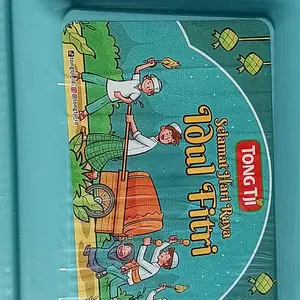 TONG TJI
Selamat Hari Raya
'Idul Fitri